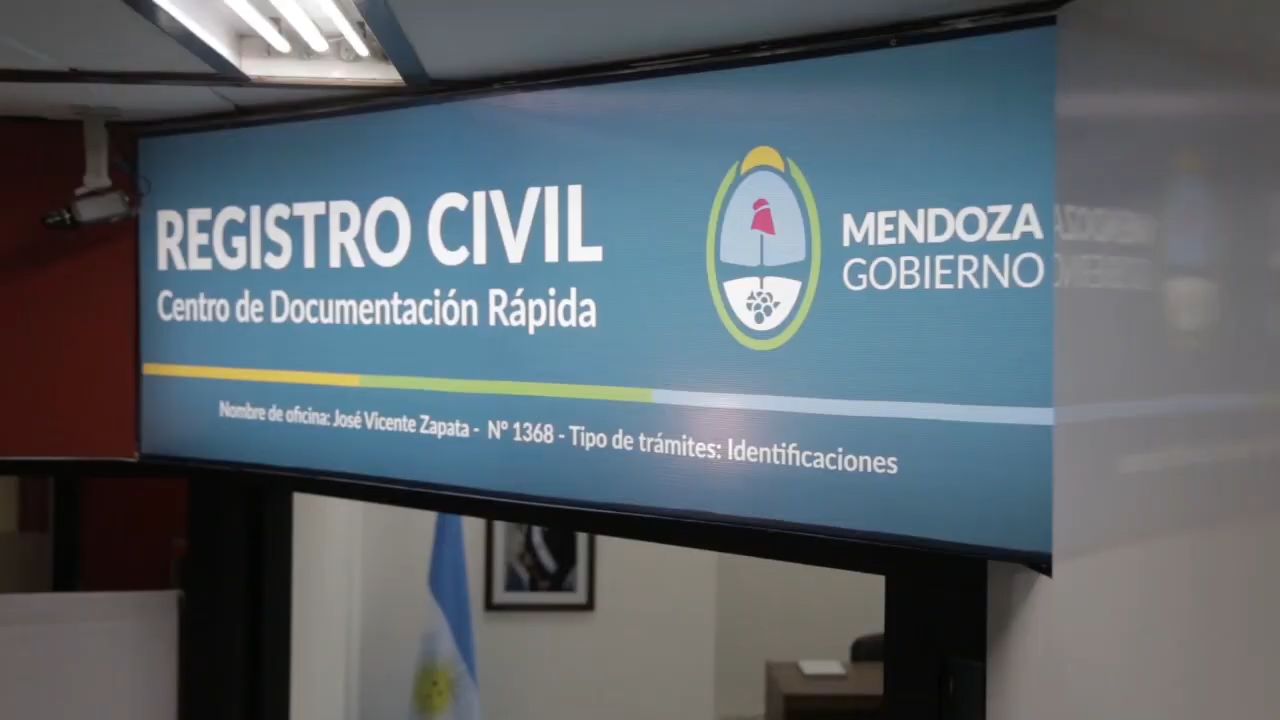 REGISTRO CIVIL
Centro de Documentación Rápida
MENDOZA
GOBIERNO
Nombre de oficina: José Vicente Zapata - N° 1368 - Tipo de trámites: Identificaciones